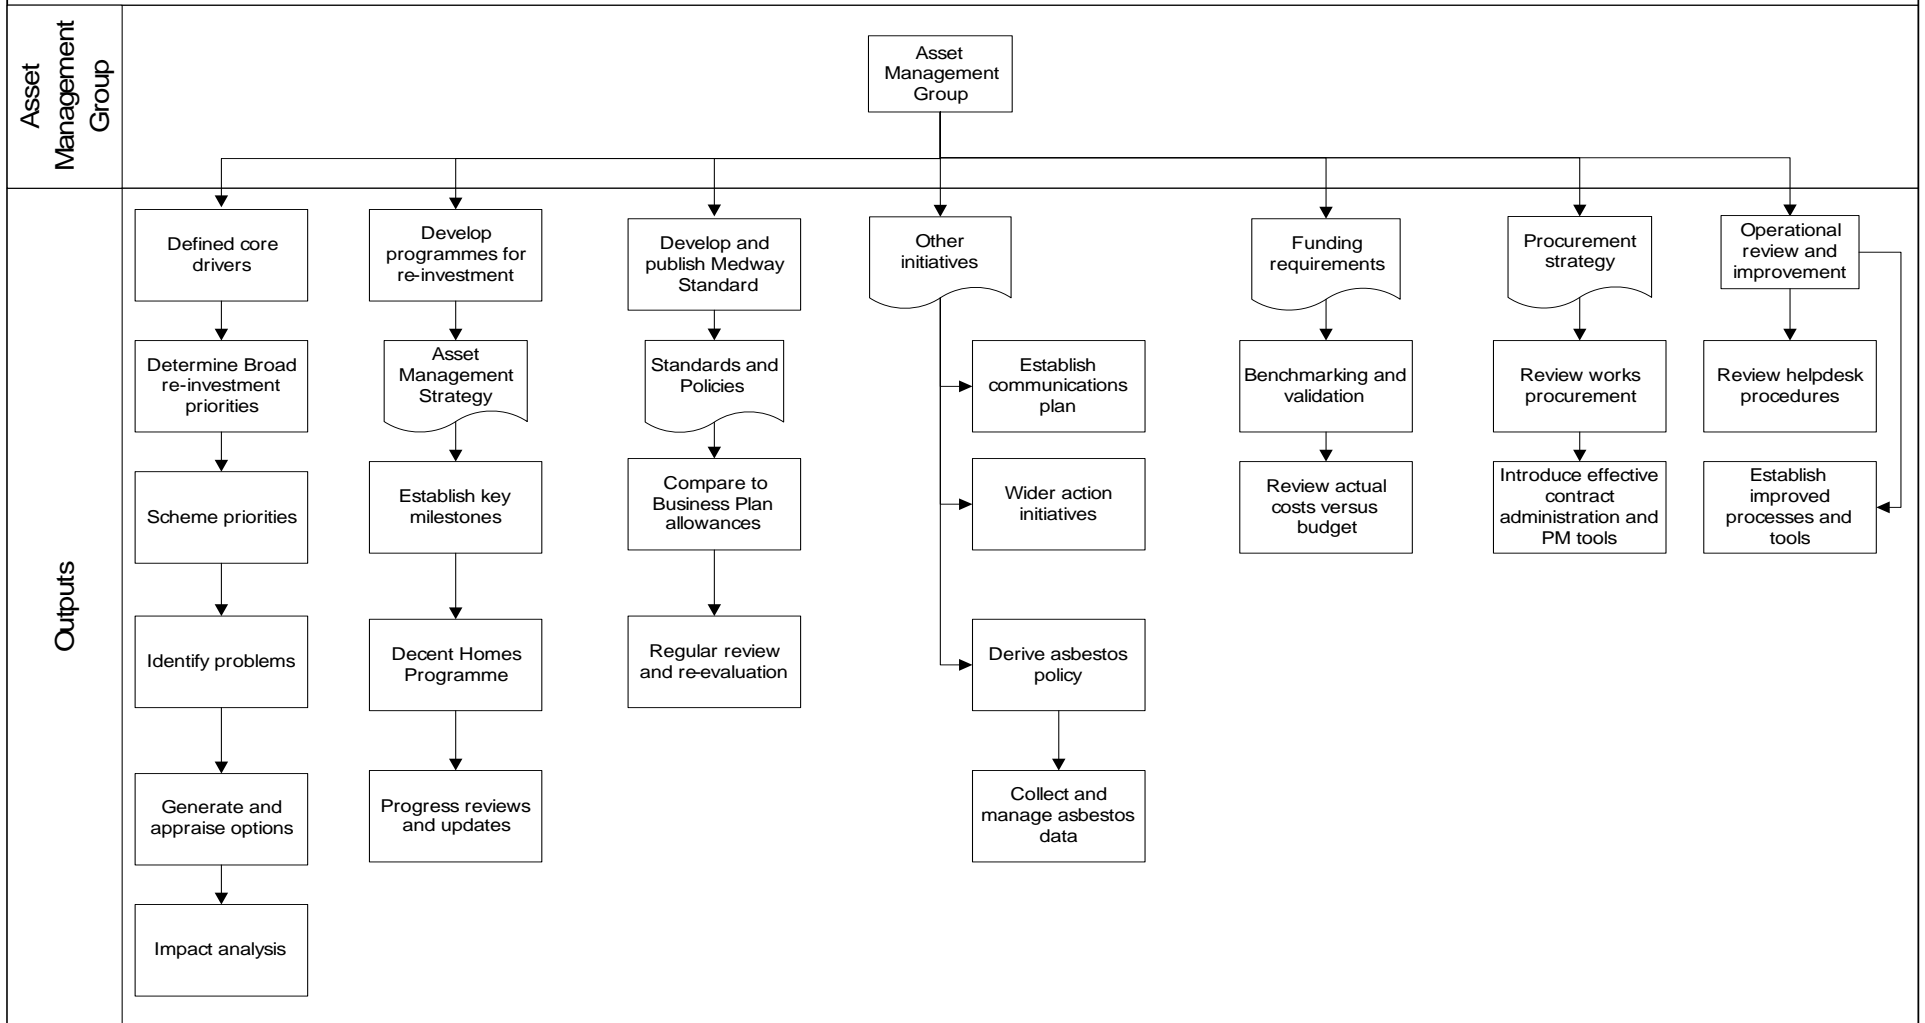 Asset
Management
Group
Asset
Management
Group
Outputs
Defined core
drivers
Determine Broad
re-investment
priorities
Scheme priorities
Identify problems
Generate and
appraise options
Impact analysis
Develop
programmes for
re-investment
Asset
Management
Strategy
Establish key
milestones
Decent Homes
Programme
Progress reviews
and updates
Develop and
publish Medway
Standard
Standards and
Policies
Compare to
Business Plan
allowances
Regular review
and re-evaluation
Other
initiatives
Establish
communications
plan
Wider action
initiatives
Derive asbestos
policy
Collect and
manage asbestos
data
Funding
requirements
Benchmarking and
validation
Review actual
costs versus
budget
Procurement
strategy
Review works
procurement
Introduce effective
contract
administration and
PM tools
Operational
review and
improvement
Review helpdesk
procedures
Establish
improved
processes and
tools